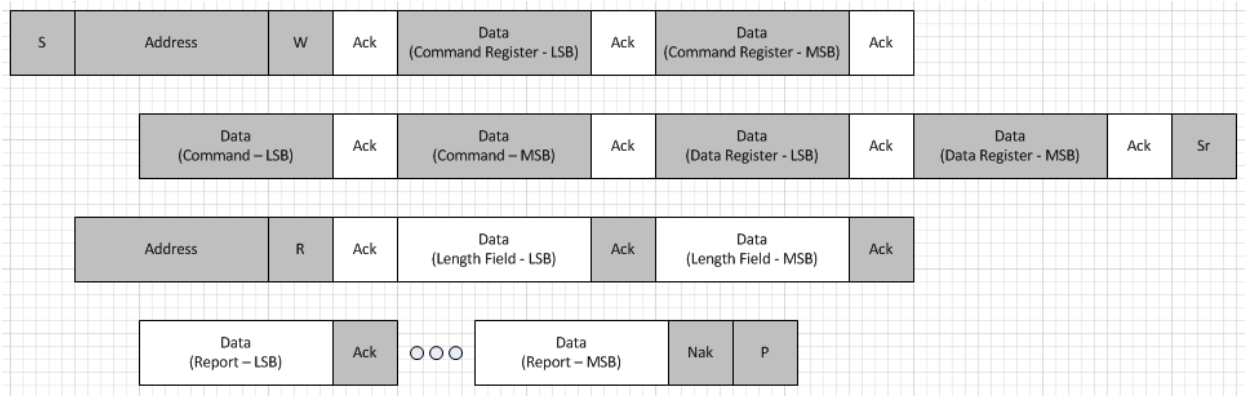 S
Address
W
Ack
Data
(Command Register - LSB)
Ack
Data
(Command Register - MSB)
Ack
Data
(Command – LSB)
Ack
Data
(Command – MSB)
Ack
Data
(Data Register - LSB)
Ack
Data
(Data Register - MSB)
Ack
Sr
Address
R
Ack
Data
(Length Field - LSB)
Ack
Data
(Length Field - MSB)
Ack
Data
(Report – LSB)
Ack
Data
(Report – MSB)
Nak
P